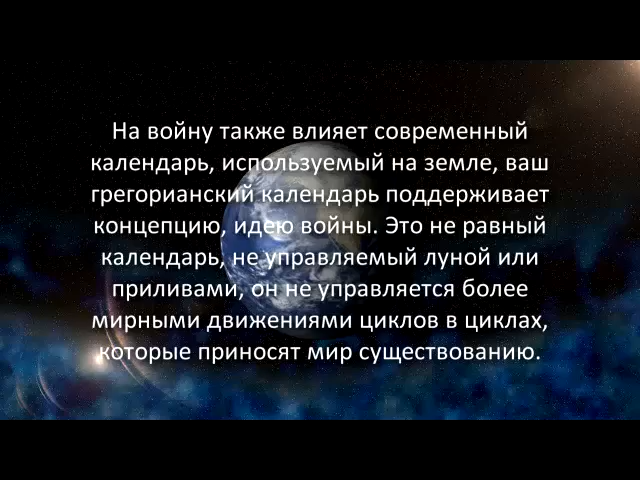 На войну также влияет современный
календарь, используемый на земле, ваш
грегорианский календарь поддерживает
концепцию, идею войны. Это не равный
календарь, не управляемый луной или
приливами, он не управляется более
мирными движениями циклов в циклах,
которые приносят мир существованию.